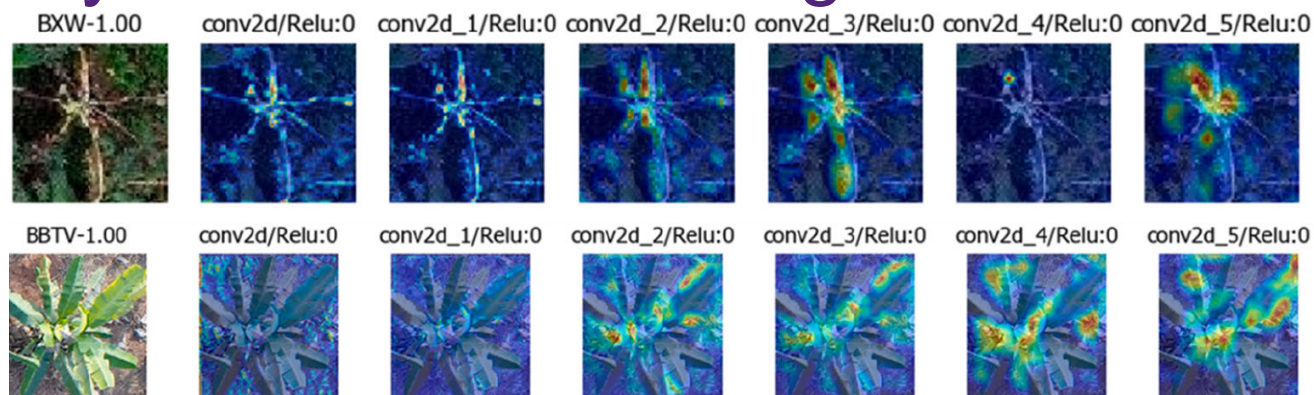 BXW-1.00 conv2d/Relu:0 conv2d_1/Relu:0 conv2d_2/Relu:0 conv2d_3/Relu:0 conv2d_4/Relu:0 conv2d_5/Relu:0
BBTV-1.00 conv2d/Relu:0 conv2d_1/Relu:0 conv2d_2/Relu:0 conv2d_3/Relu:0 conv2d_4/Relu:0 conv2d_5/Relu:0